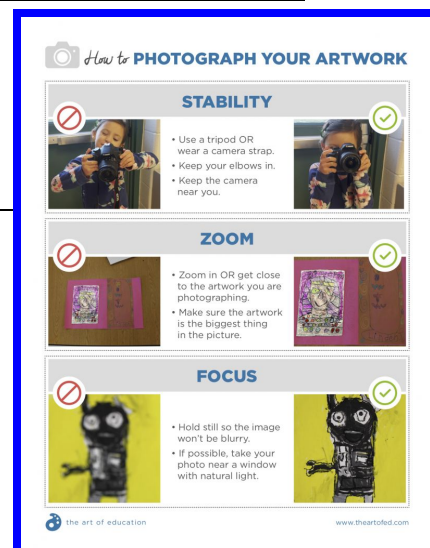 How to PHOTOGRAPH YOUR ARTWORK
STABILITY
• Use a tripod OR
wear a camera strap.
• Keep your elbows in.
• Keep the camera
near you.
ZOOM
• Zoom in OR get close
to the artwork you are
photographing.
• Make sure the artwork
is the biggest thing
in the picture.
FOCUS
• Hold still so the image
won't be blurry.
• If possible, take your
photo near a window
with natural light.
the art of education
www.theartofed.com